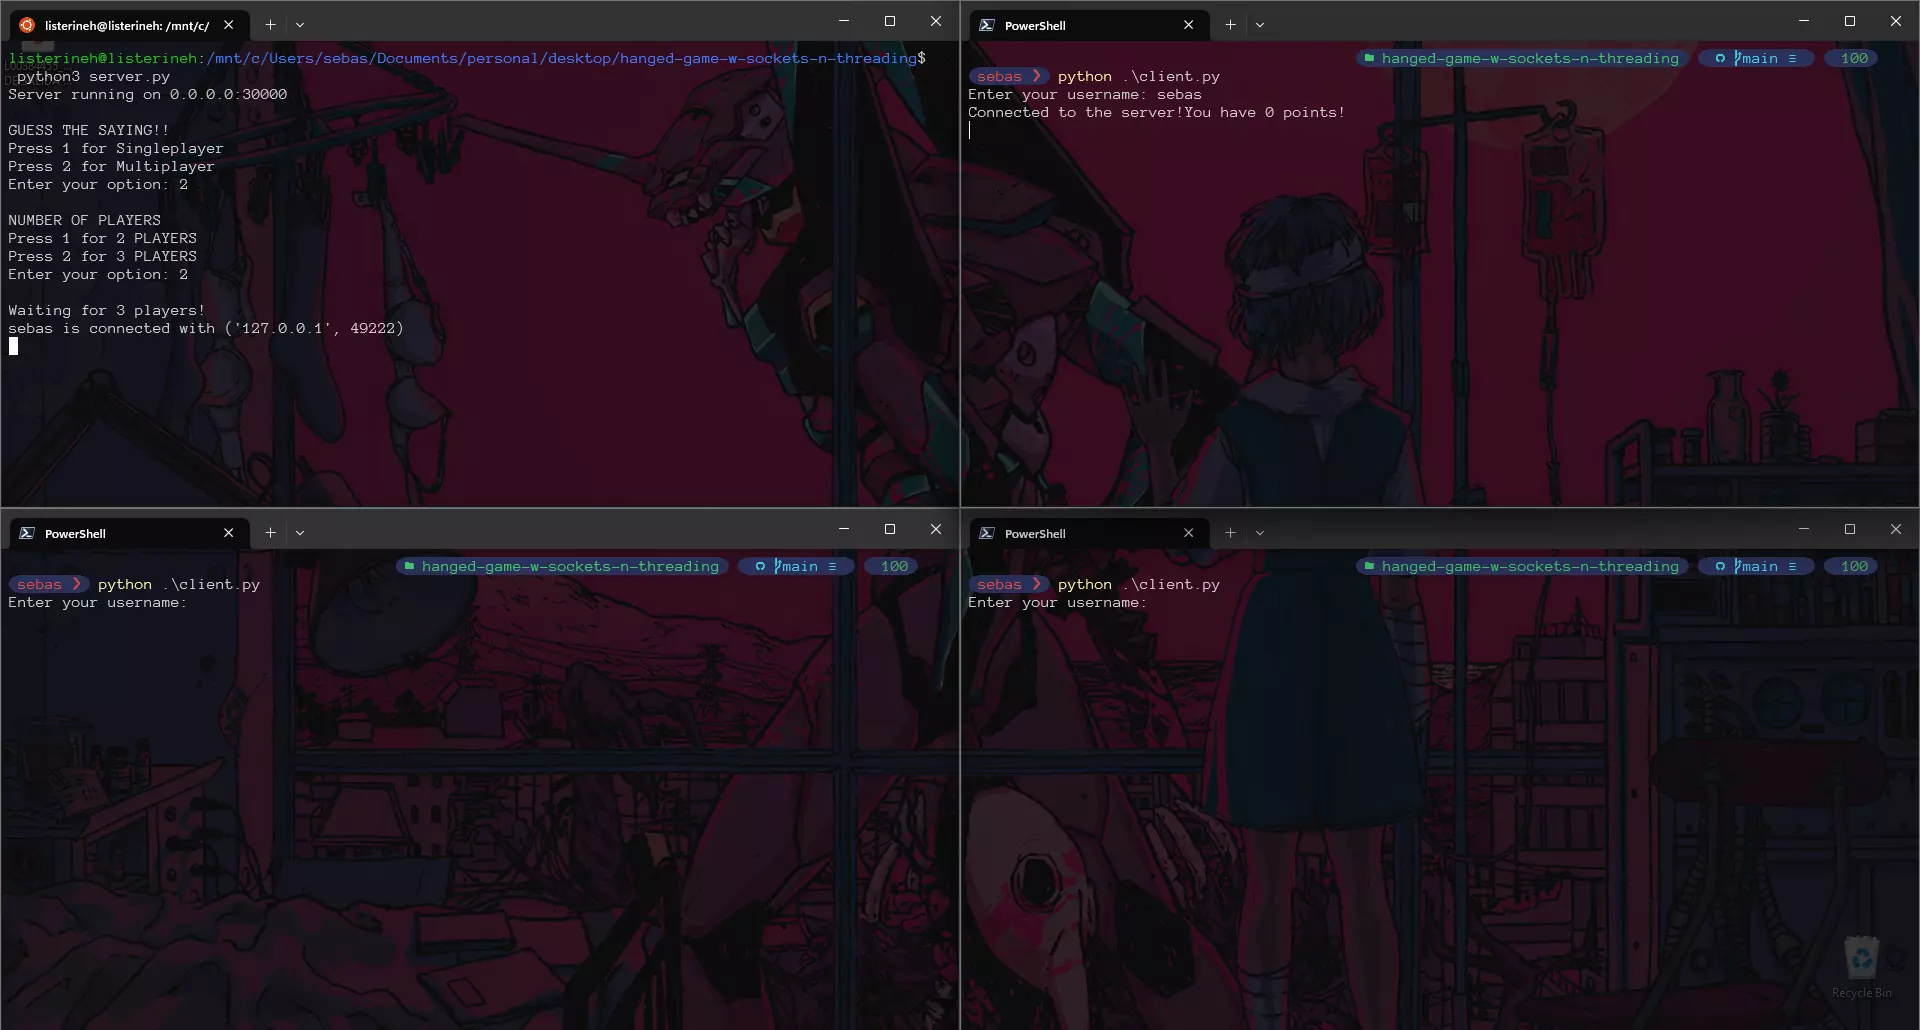 listerineh@listerineh: /mnt/c/
listerineh@listerineh:/mnt/c/Users/sebas/Documents/personal/desktop/hanged-game-w-sockets-n-threading$
python3 server.py
Server running on 0.0.0.0:30000
GUESS THE SAYING!!
Press 1 for Singleplayer
Press 2 for Multiplayer
Enter your option: 2
NUMBER OF PLAYERS
Press 1 for 2 PLAYERS
Press 2 for 3 PLAYERS
Enter your option: 2
Waiting for 3 players!
sebas is connected with ('127.0.0.1', 49222)
PowerShell
hanged-game-w-sockets-n-threading main ≡ 100
sebas ❯ python .\client.py
Enter your username: sebas
Connected to the server!You have 0 points!
PowerShell
hanged-game-w-sockets-n-threading main ≡ 100
sebas ❯ python .\client.py
Enter your username:
PowerShell
hanged-game-w-sockets-n-threading main ≡ 100
sebas ❯ python .\client.py
Enter your username:
Recycle Bin